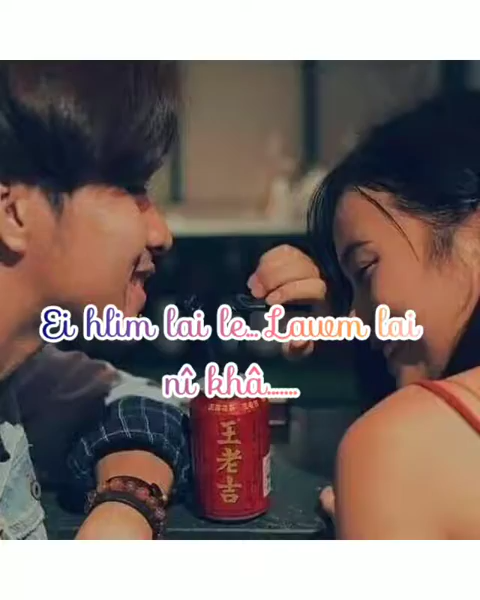 Ei hlim lai le... Lawm lai
nî khâ.......
王老吉